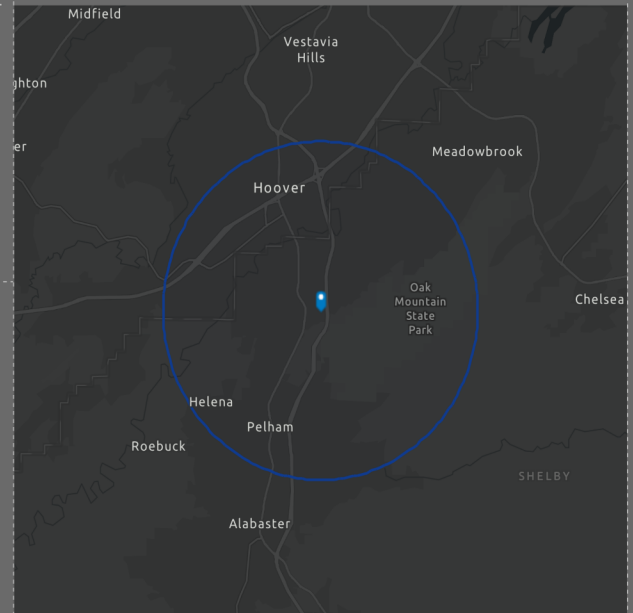 Midfield
Vestavia
Hills
ghton
er
Meadowbrook
Hoover
Oak
Mountain
State
Park
Chelsea
Helena
Pelham
Roebuck
SHELBY
Alabaster